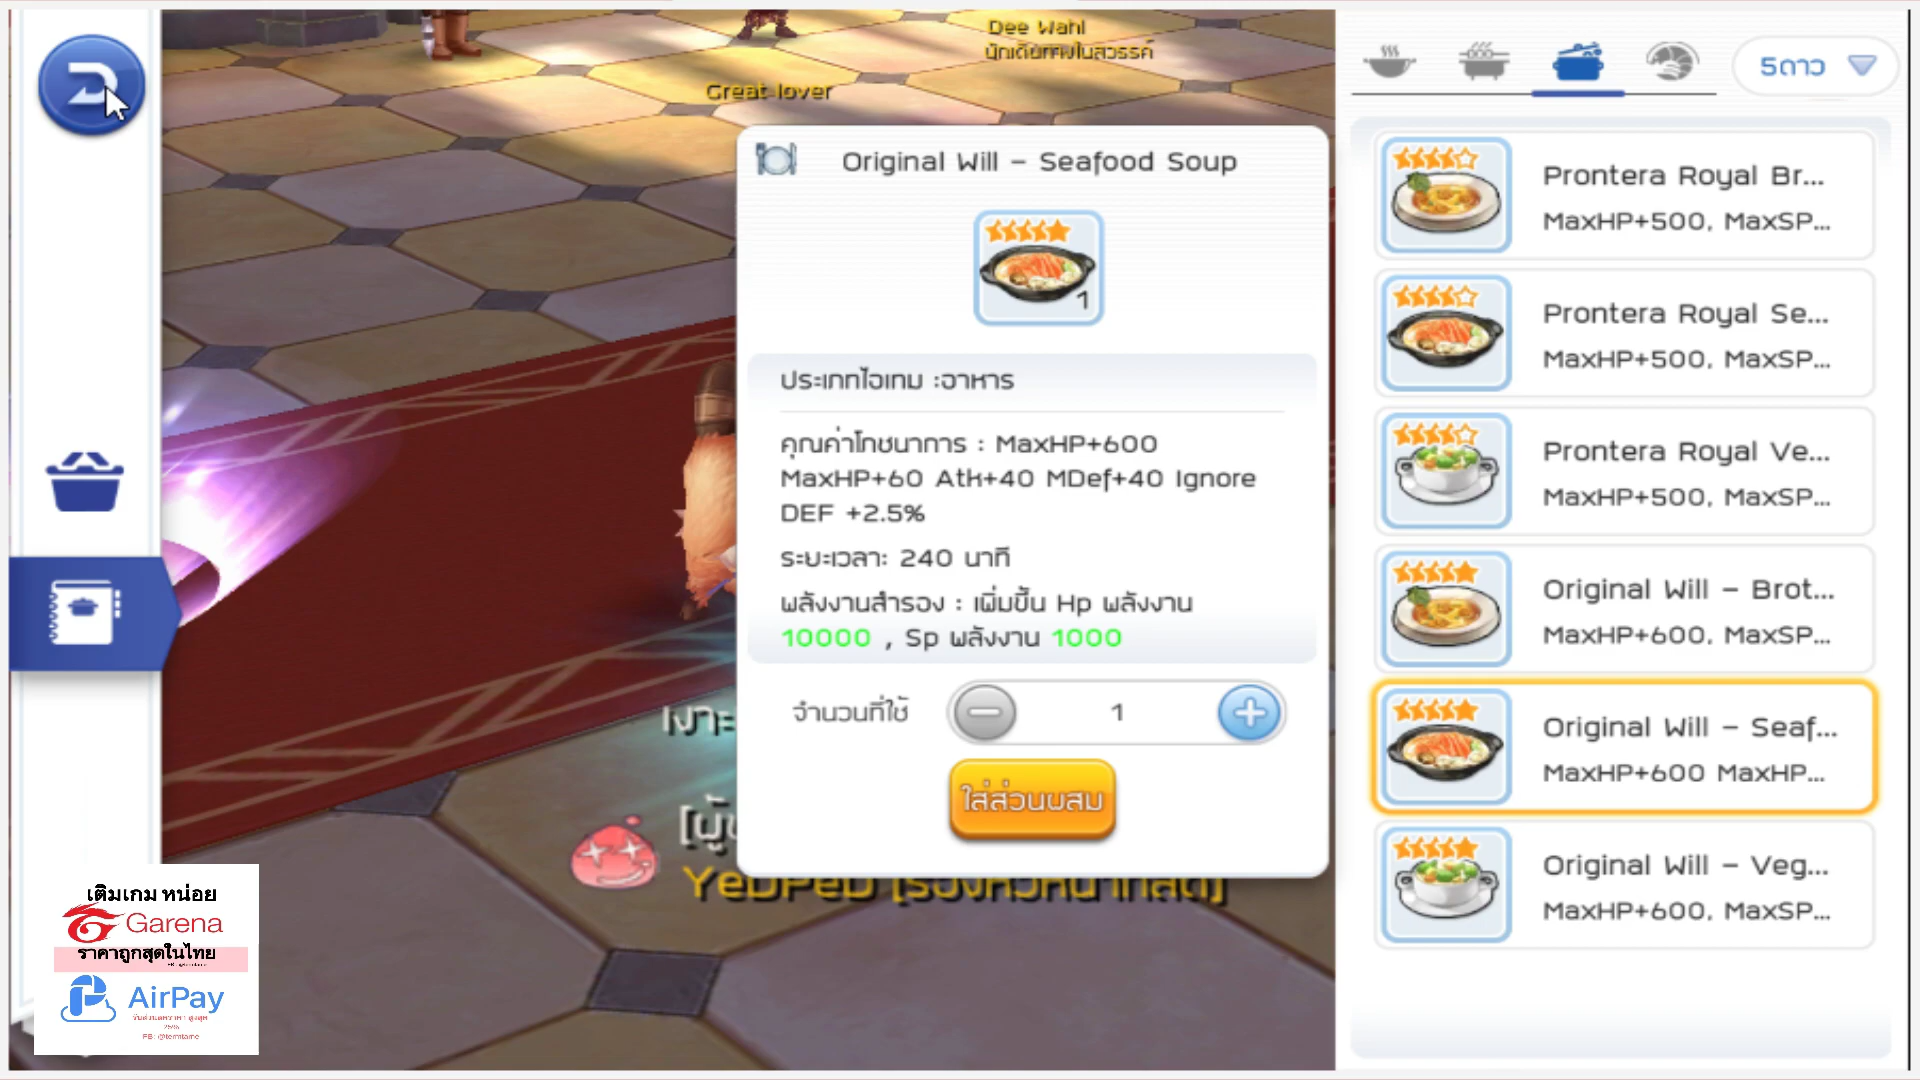 Dee Wahl
นักเดินทางในสวรรค์
Great lover
Original Will – Seafood Soup
1
ประเภทไอเทม :อาหาร
คุณค่าโภชนาการ : MaxHP+600
MaxHP+60 Atk+40 MDef+40 Ignore
DEF +2.5%
ระยะเวลา: 240 นาที
พลังงานสำรอง : เพิ่มขึ้น Hp พลังงาน
10000 , Sp พลังงาน 1000
จำนวนที่ใช้
1
ใส่ส่วนผสม
YeDPeD
5ดาว
Prontera Royal Br...
MaxHP+500, MaxSP...
Prontera Royal Se...
MaxHP+500, MaxSP...
Prontera Royal Ve...
MaxHP+500, MaxSP...
Original Will – Brot...
MaxHP+600, MaxSP...
Original Will – Seaf...
MaxHP+600 MaxHP...
Original Will – Veg...
MaxHP+600, MaxSP...
เติมเกม หน่อย
Garena
ราคาถูกสุดในไทย
AirPay
25%
FB: @termtame